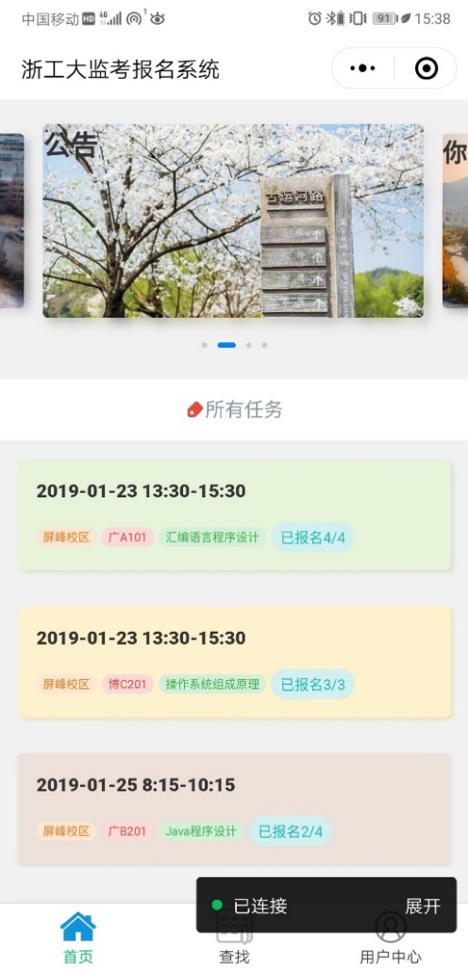 中国移动 HD 4G 1 91 15:38
浙工大监考报名系统
公告
你
古运河路
所有任务
2019-01-23 13:30-15:30
屏峰校区 广A101 汇编语言程序设计 已报名4/4
2019-01-23 13:30-15:30
屏峰校区 博C201 操作系统组成原理 已报名3/3
2019-01-25 8:15-10:15
屏峰校区 广B201 Java程序设计 已报名2/4
已连接 展开
首页 查找 用户中心